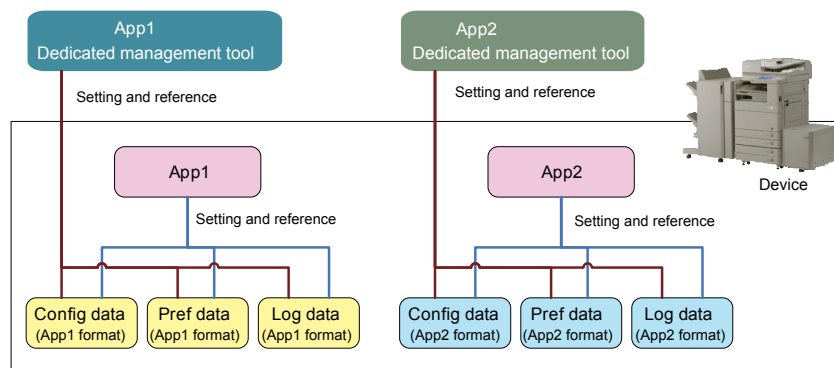 App1
Dedicated management tool
App2
Dedicated management tool
Setting and reference
Setting and reference
App1
App2
Device
Setting and reference
Setting and reference
Config data
(App1 format)
Pref data
(App1 format)
Log data
(App1 format)
Config data
(App2 format)
Pref data
(App2 format)
Log data
(App2 format)